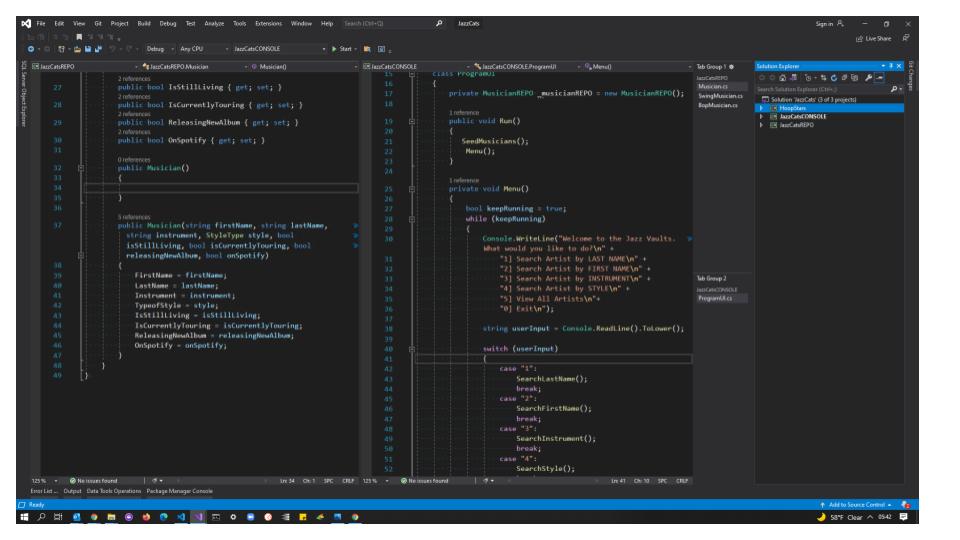 File Edit View Git Project Build Debug Test Analyze Tools Extensions Window Help Search (Ctrl+Q) JazzCats Sign in
Live Share
Debug Any CPU JazzCatsCONSOLE Start
SQL Server Object Explorer
JazzCatsREPO JazzCatsREPO.Musician Musician()
2 references
27 public bool IsStillLiving { get; set; }
2 references
28 public bool IsCurrentlyTouring { get; set; }
2 references
29 public bool ReleasingNewAlbum { get; set; }
2 references
30 public bool OnSpotify { get; set; }
31
0 references
32 public Musician()
33 {
34
35 }
36
5 references
37 public Musician(string firstName, string lastName,
string instrument, StyleType style, bool
isStillLiving, bool isCurrentlyTouring, bool
releasingNewAlbum, bool onSpotify)
38 {
39 FirstName = firstName;
40 LastName = lastName;
41 Instrument = instrument;
42 TypeofStyle = style;
43 IsStillLiving = isStillLiving;
44 IsCurrentlyTouring = isCurrentlyTouring;
45 ReleasingNewAlbum = releasingNewAlbum;
46 OnSpotify = onSpotify;
47 }
48 }
49 }
125 % No issues found Ln: 34 Ch: 1 SPC CRLF
JazzCatsCONSOLE JazzCatsCONSOLE.ProgramUI Menu()
15 class ProgramUI
16 {
17 private MusicianREPO _musicianREPO = new MusicianREPO();
18
1 reference
19 public void Run()
20 {
21 SeedMusicians();
22 Menu();
23 }
24
1 reference
25 private void Menu()
26 {
27 bool keepRunning = true;
28 while (keepRunning)
29 {
30 Console.WriteLine("Welcome to the Jazz Vaults.
What would you like to do?\n" +
31 "1] Search Artist by LAST NAME\n" +
32 "2] Search Artist by FIRST NAME\n" +
33 "3] Search Artist by INSTRUMENT\n" +
34 "4] Search Artist by STYLE\n" +
35 "5] View All Artists\n"+
36 "0] Exit\n");
37
38 string userInput = Console.ReadLine().ToLower();
39
40 switch (userInput)
41 {
42 case "1":
43 SearchLastName();
44 break;
45 case "2":
46 SearchFirstName();
47 break;
48 case "3":
49 SearchInstrument();
50 break;
51 case "4":
52 SearchStyle();
125 % No issues found Ln: 41 Ch: 10 SPC CRLF
Tab Group 1
JazzCatsREPO
Musician.cs
SwingMusician.cs
BopMusician.cs
Tab Group 2
JazzCatsCONSOLE
ProgramUI.cs
Solution Explorer
Search Solution Explorer (Ctrl+;)
Solution 'JazzCats' (3 of 3 projects)
HoopStars
JazzCatsCONSOLE
JazzCatsREPO
Git Changes
Error List ... Output Data Tools Operations Package Manager Console
Ready Add to Source Control
58°F Clear 05:42